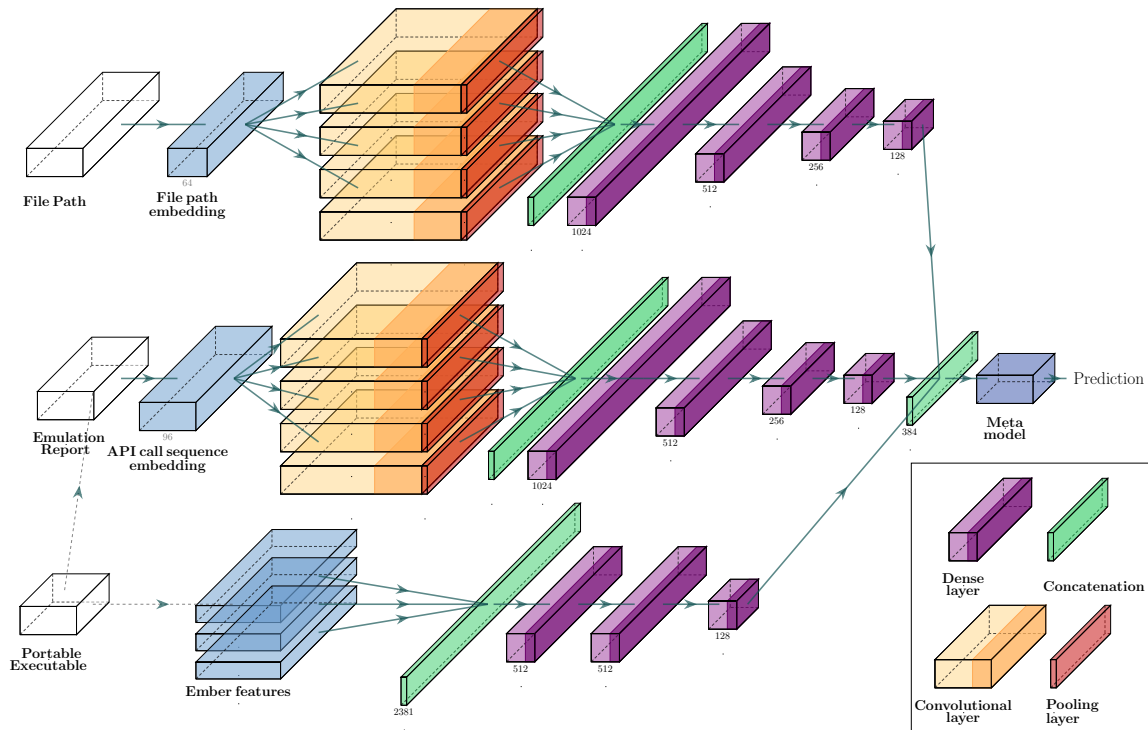 64
File Path
File path
embedding
1024
512
256
128
Emulation
Report
96
API call sequence
embedding
1024
512
256
128
384
Meta
model
Prediction
Portable
Executable
Ember features
2381
512
512
128
Dense
layer
Concatenation
Convolutional
layer
Pooling
layer